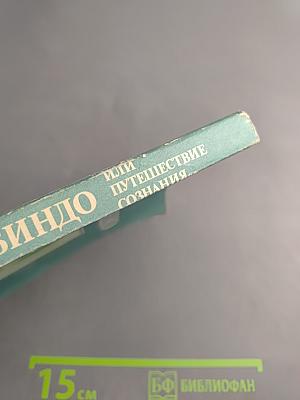 ВИНДО
ИЛИ
ПУТЕШЕСТВИЕ
СОЗНАНИЯ...
15 см
БФ БИБЛИОФАН